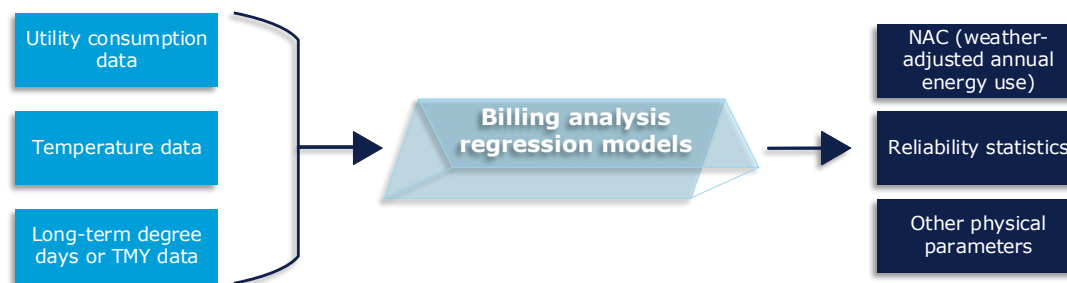 Utility consumption
data
Temperature data
Long-term degree
days or TMY data
Billing analysis
regression models
NAC (weather-
adjusted annual
energy use)
Reliability statistics
Other physical
parameters